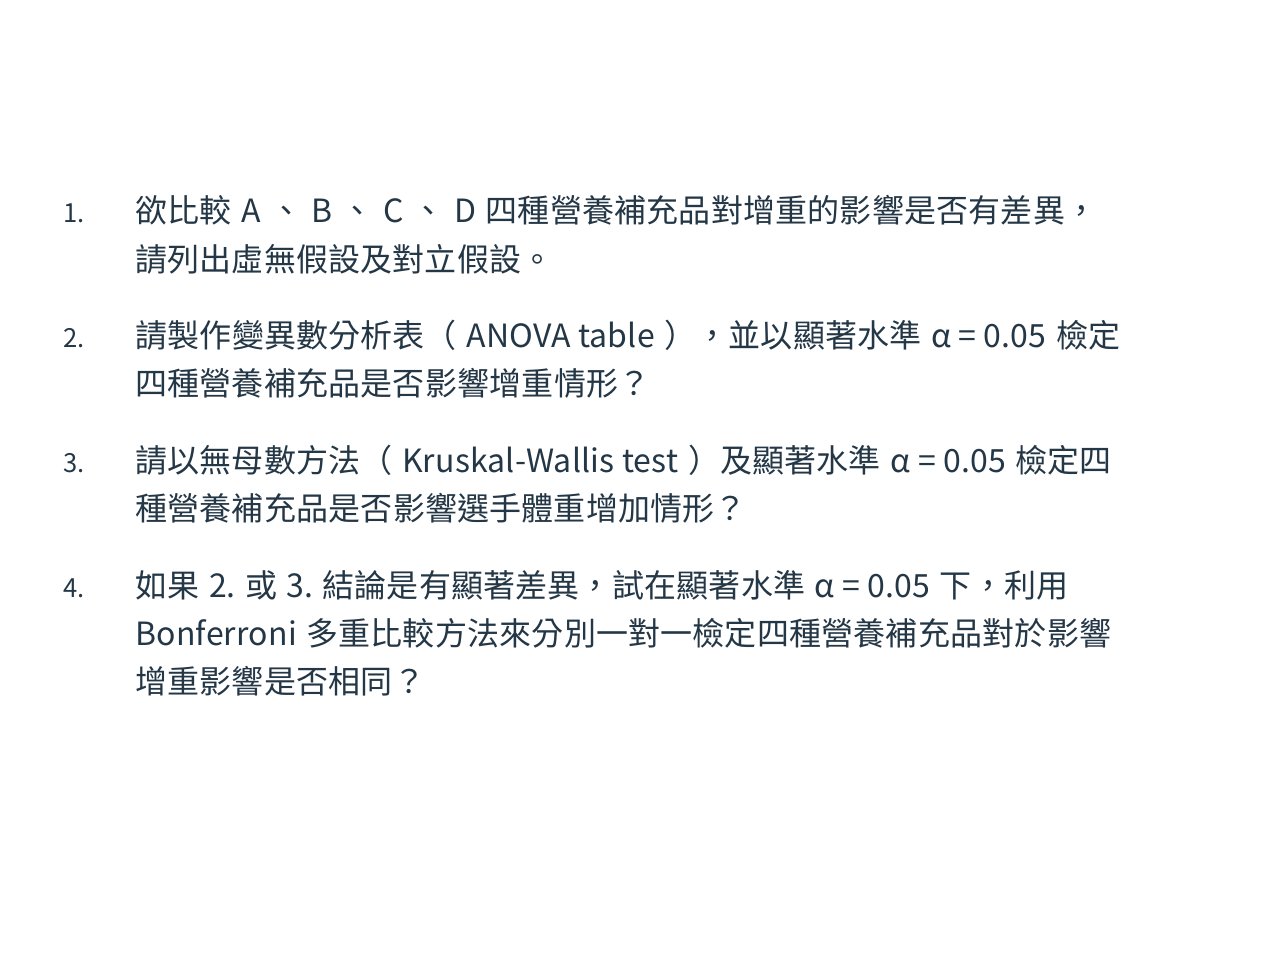 1. 欲比較 A 、 B 、 C 、 D 四種營養補充品對增重的影響是否有差異，
請列出虛無假設及對立假設。
2. 請製作變異數分析表（ ANOVA table ），並以顯著水準 α = 0.05 檢定
四種營養補充品是否影響增重情形？
3. 請以無母數方法（ Kruskal-Wallis test ）及顯著水準 α = 0.05 檢定四
種營養補充品是否影響選手體重增加情形？
4. 如果 2. 或 3. 結論是有顯著差異，試在顯著水準 α = 0.05 下，利用
Bonferroni 多重比較方法來分別一對一檢定四種營養補充品對於影響
增重影響是否相同？